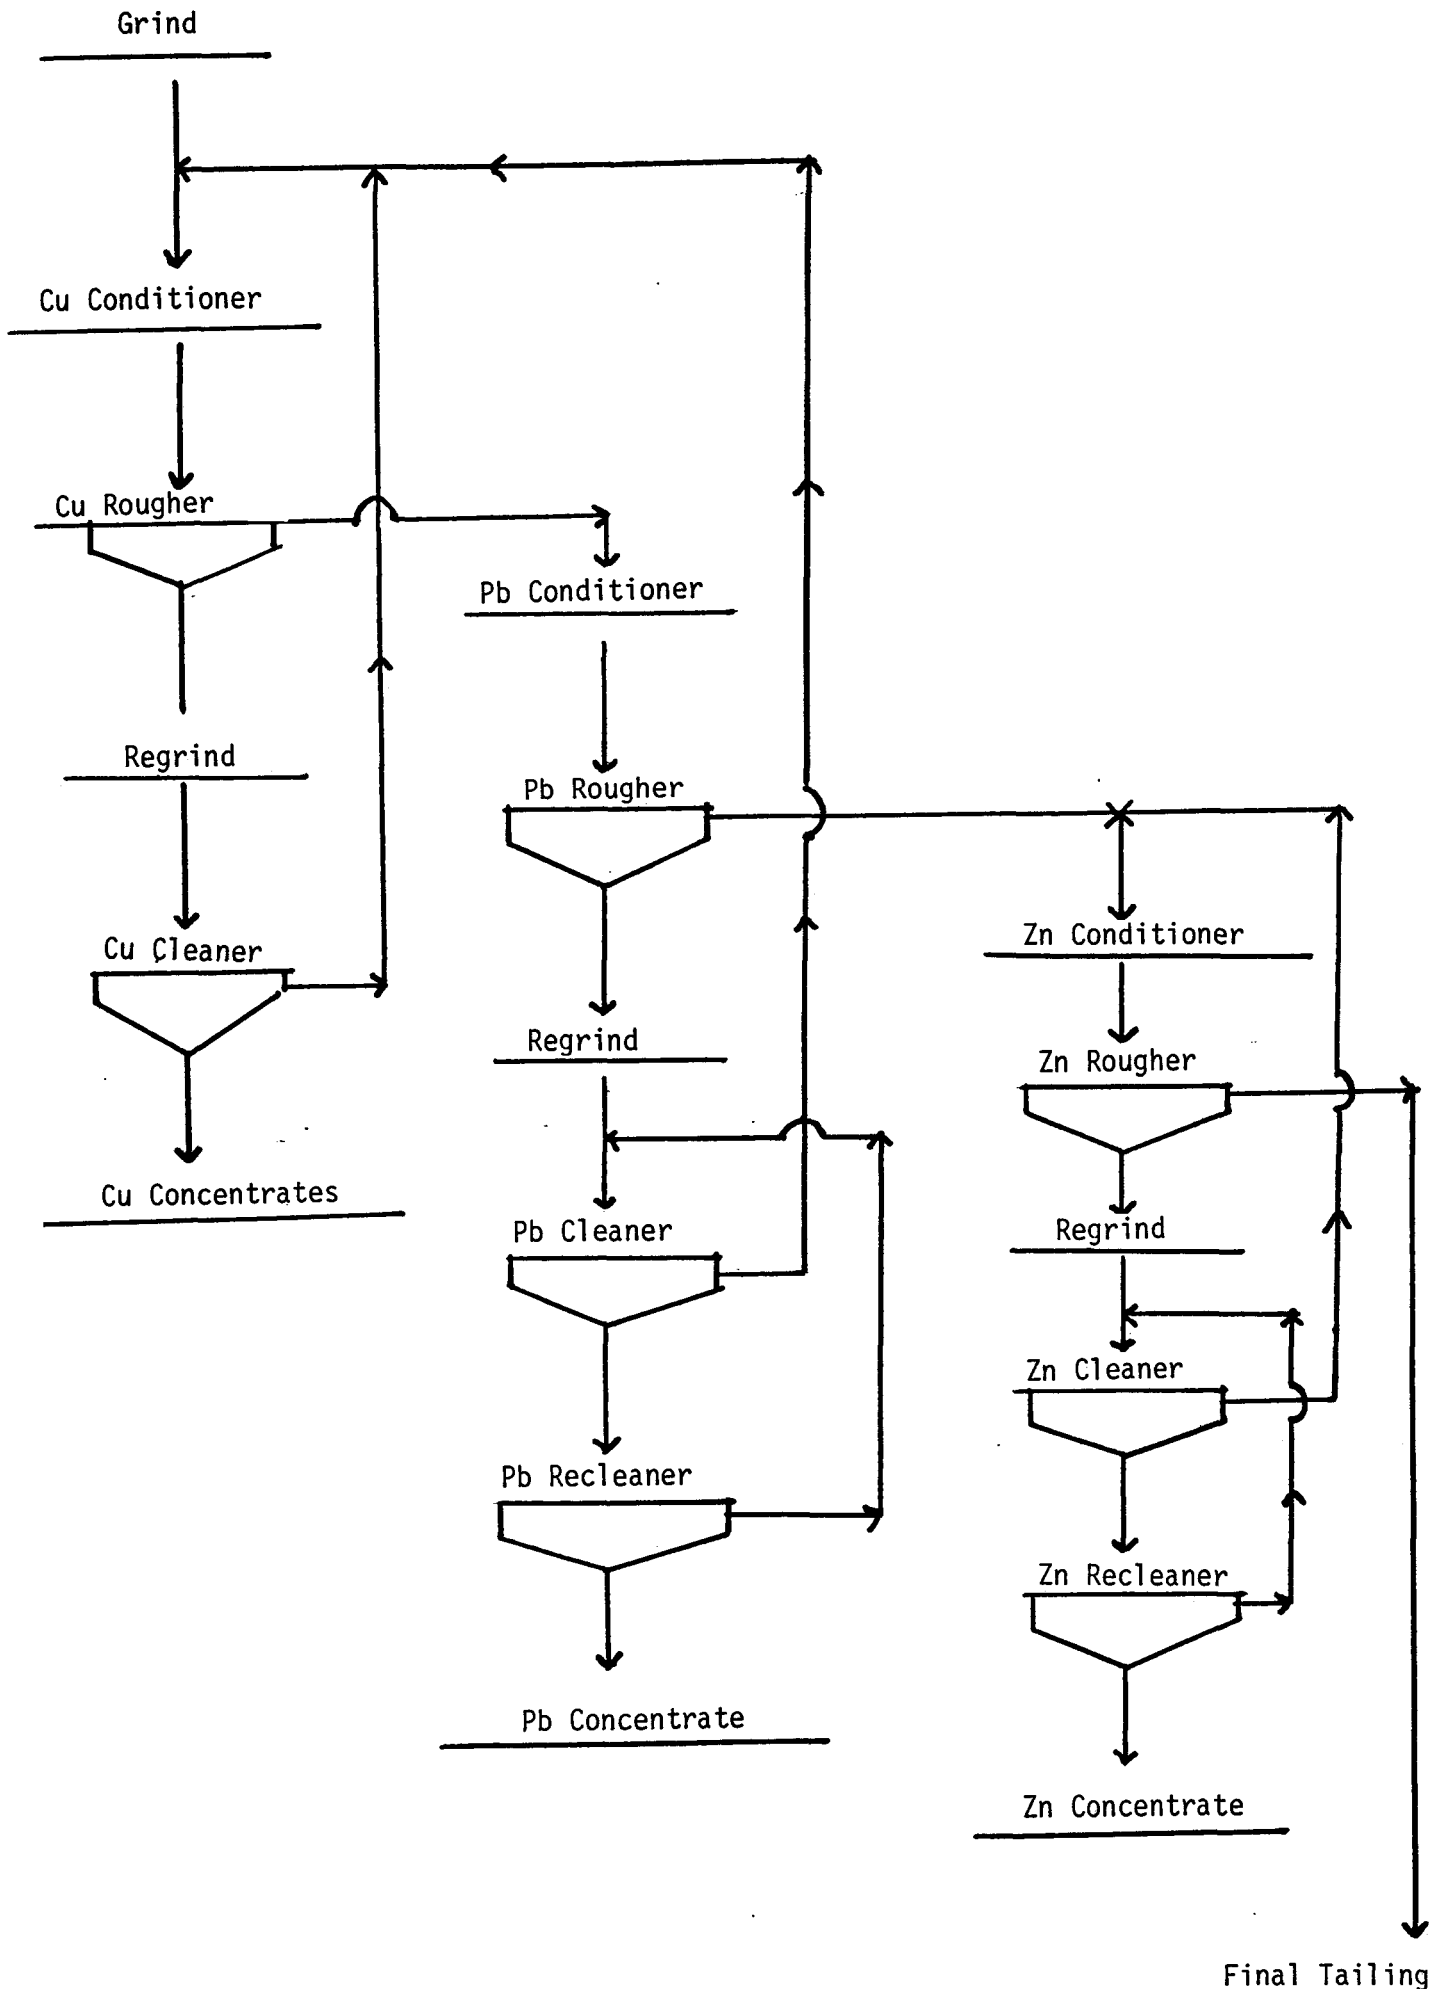 Grind
Cu Conditioner
Cu Rougher
Pb Conditioner
Regrind
Pb Rougher
Cu Cleaner
Zn Conditioner
Regrind
Zn Rougher
Cu Concentrates
Pb Cleaner
Regrind
Zn Cleaner
Pb Recleaner
Zn Recleaner
Pb Concentrate
Zn Concentrate
Final Tailing